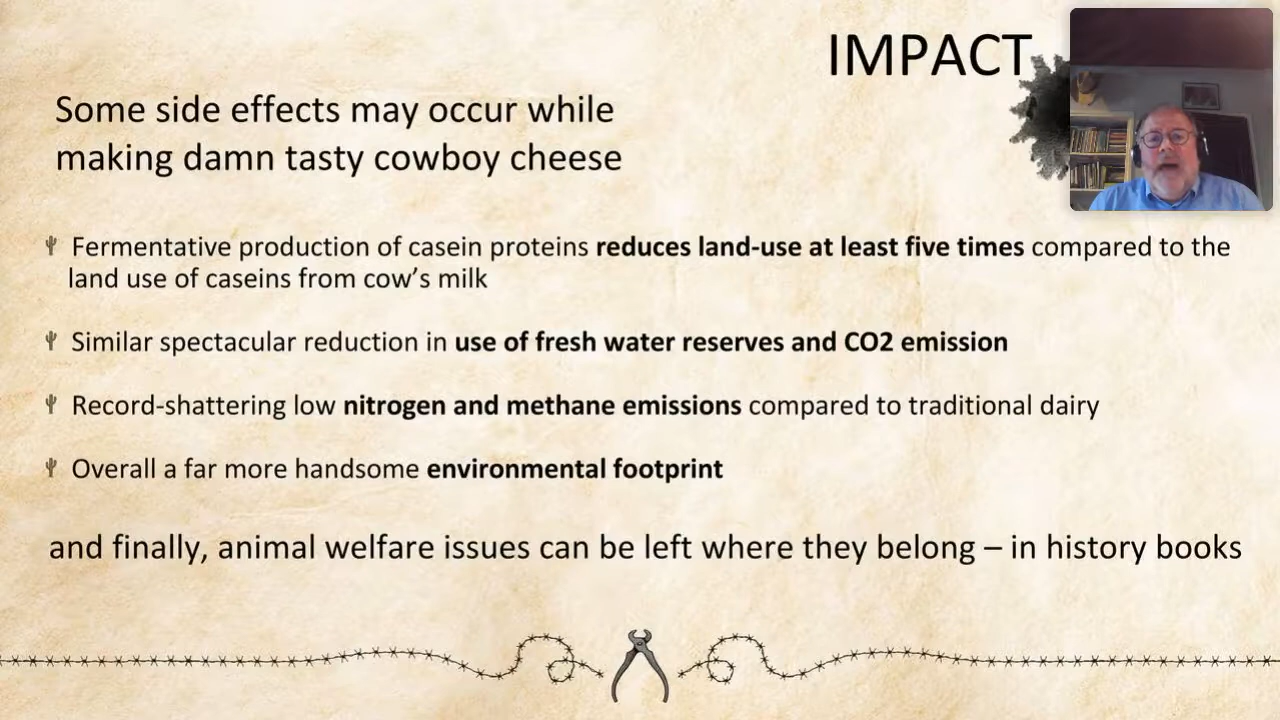 IMPACT
Some side effects may occur while
making damn tasty cowboy cheese
Fermentative production of casein proteins reduces land-use at least five times compared to the
land use of caseins from cow’s milk
Similar spectacular reduction in use of fresh water reserves and CO2 emission
Record-shattering low nitrogen and methane emissions compared to traditional dairy
Overall a far more handsome environmental footprint
and finally, animal welfare issues can be left where they belong – in history books